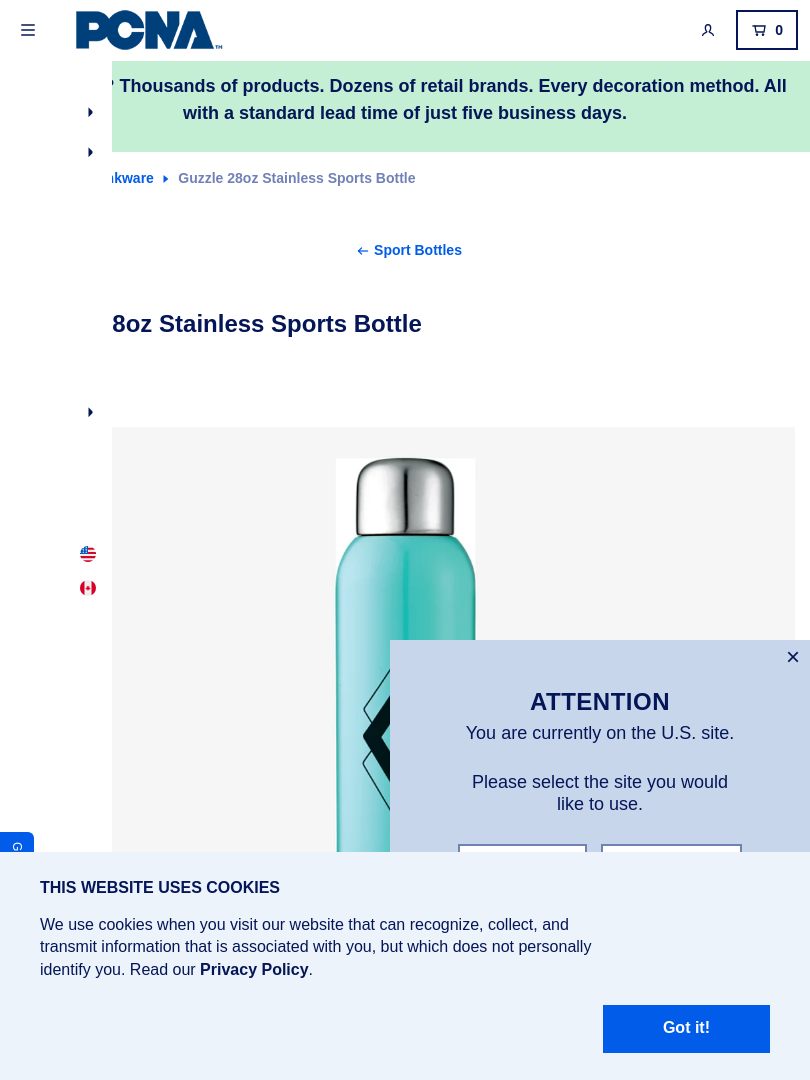 PCNA™
0
? Thousands of products. Dozens of retail brands. Every decoration method. All
with a standard lead time of just five business days.
Guzzle 28oz Stainless Sports Bottle
Sport Bottles
8oz Stainless Sports Bottle
ATTENTION
You are currently on the U.S. site.
Please select the site you would
like to use.
G
THIS WEBSITE USES COOKIES
We use cookies when you visit our website that can recognize, collect, and
transmit information that is associated with you, but which does not personally
identify you. Read our Privacy Policy.
Got it!